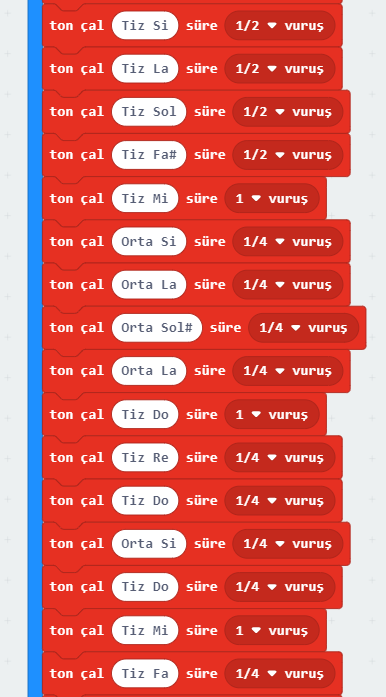 ton çal Tiz Si süre 1/2 vuruş
ton çal Tiz La süre 1/2 vuruş
ton çal Tiz Sol süre 1/2 vuruş
ton çal Tiz Fa# süre 1/2 vuruş
ton çal Tiz Mi süre 1 vuruş
ton çal Orta Si süre 1/4 vuruş
ton çal Orta La süre 1/4 vuruş
ton çal Orta Sol# süre 1/4 vuruş
ton çal Orta La süre 1/4 vuruş
ton çal Tiz Do süre 1 vuruş
ton çal Tiz Re süre 1/4 vuruş
ton çal Tiz Do süre 1/4 vuruş
ton çal Orta Si süre 1/4 vuruş
ton çal Tiz Do süre 1/4 vuruş
ton çal Tiz Mi süre 1 vuruş
ton çal Tiz Fa süre 1/4 vuruş